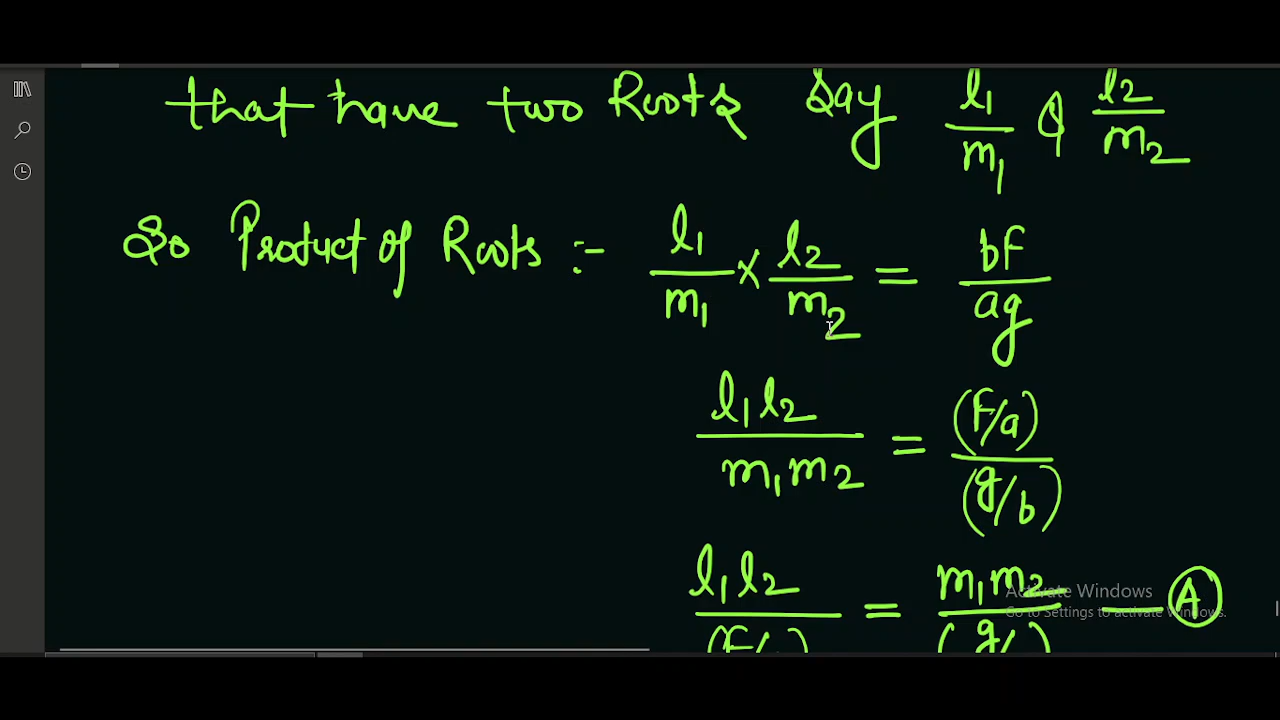 that have two Roots say l1/m1 & l2/m2
So Product of Roots :- l1/m1 × l2/m2 = bF/ag
l1l2/m1m2 = (F/a)/(g/b)
l1l2/(F/ ) = m1m2/(g/ ) — A
Activate Windows
Go to Settings to activate Windows.